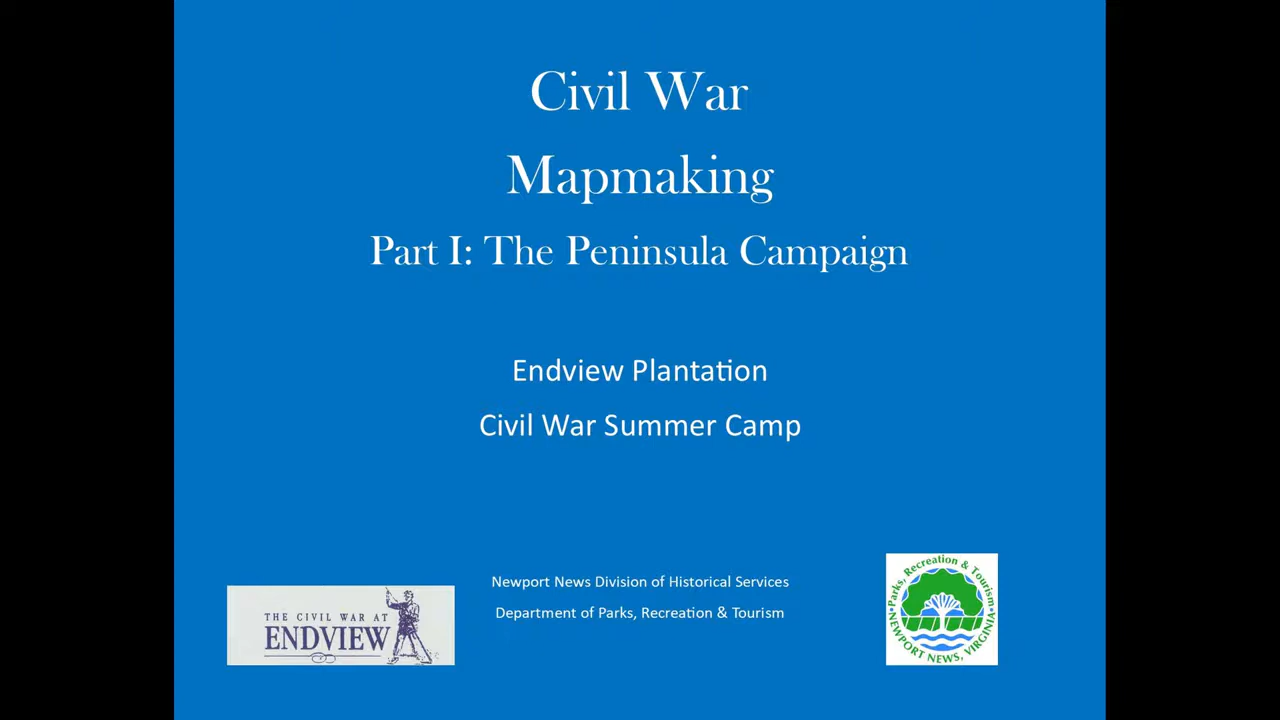 Civil War
Mapmaking
Part I: The Peninsula Campaign
Endview Plantation
Civil War Summer Camp
Newport News Division of Historical Services
Department of Parks, Recreation & Tourism
THE CIVIL WAR AT
ENDVIEW
•Parks, Recreation & Tourism•
NEWPORT NEWS, VIRGINIA